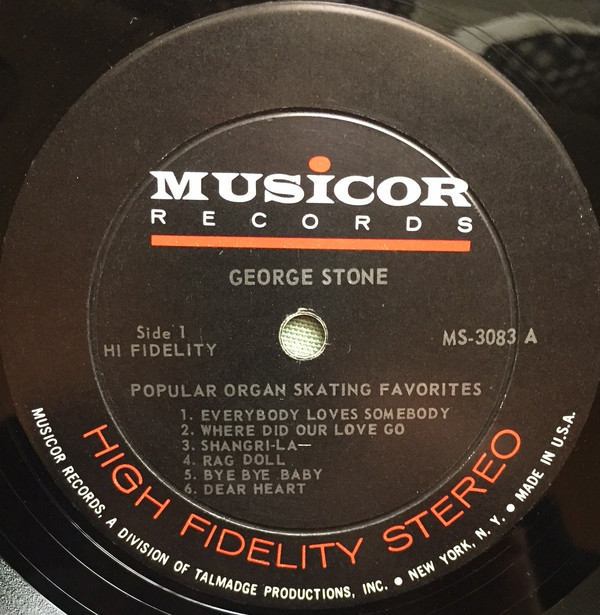 MUSICOR
RECORDS
GEORGE STONE
Side 1
HI FIDELITY
MS-3083 A
POPULAR ORGAN SKATING FAVORITES
1. EVERYBODY LOVES SOMEBODY
2. WHERE DID OUR LOVE GO
3. SHANGRI-LA—
4. RAG DOLL
5. BYE BYE BABY
6. DEAR HEART
HIGH FIDELITY STEREO
MUSICOR RECORDS, A DIVISION OF TALMADGE PRODUCTIONS, INC. ● NEW YORK, N. Y. ● MADE IN U.S.A.